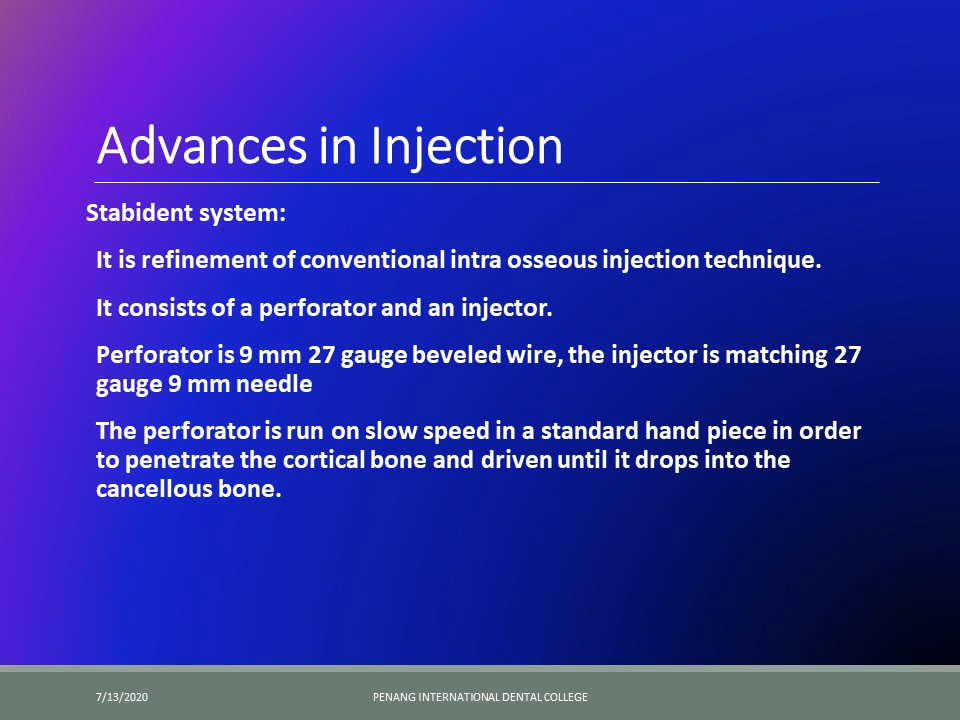 Advances in Injection
Stabident system:
It is refinement of conventional intra osseous injection technique.
It consists of a perforator and an injector.
Perforator is 9 mm 27 gauge beveled wire, the injector is matching 27
gauge 9 mm needle
The perforator is run on slow speed in a standard hand piece in order
to penetrate the cortical bone and driven until it drops into the
cancellous bone.
7/13/2020
PENANG INTERNATIONAL DENTAL COLLEGE